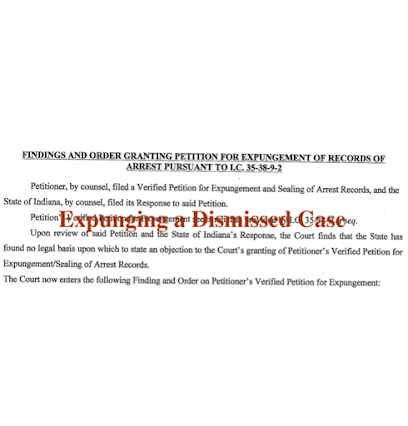 FINDINGS AND ORDER GRANTING PETITION FOR EXPUNGEMENT OF RECORDS OF
ARREST PURSUANT TO I.C. 35-38-9-2
Petitioner, by counsel, filed a Verified Petition for Expungement and Sealing of Arrest Records, and the
State of Indiana, by counsel, filed its Response to said Petition.
Expunging a Dismissed Case
Upon review of said Petition and the State of Indiana's Response, the Court finds that the State has
found no legal basis upon which to state an objection to the Court's granting of Petitioner's Verified Petition for
Expungement/Sealing of Arrest Records.
The Court now enters the following Finding and Order on Petitioner's Verified Petition for Expungement: